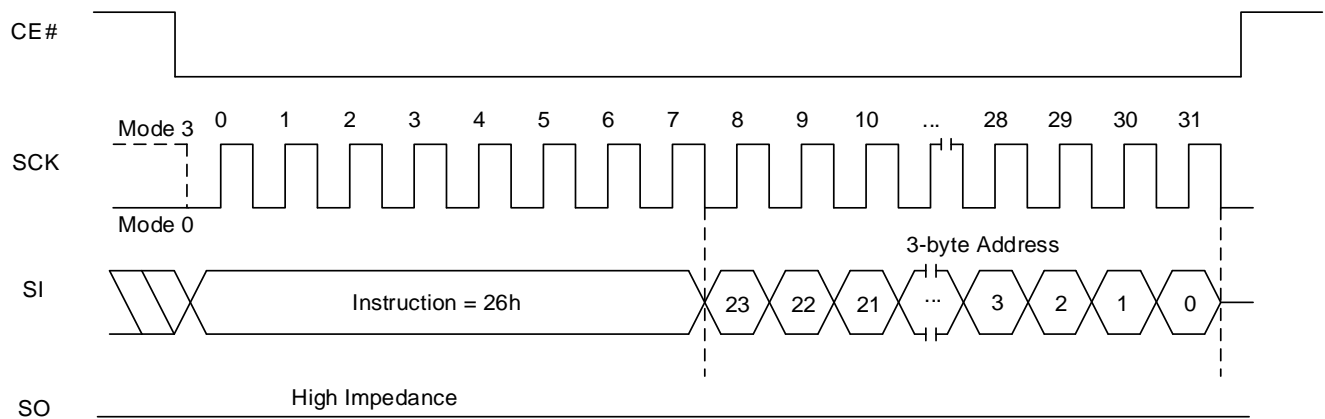 CE#
Mode 3
0 1 2 3 4 5 6 7 8 9 10 ... 28 29 30 31
SCK
Mode 0
3-byte Address
SI
Instruction = 26h
23 22 21 ... 3 2 1 0
High Impedance
SO